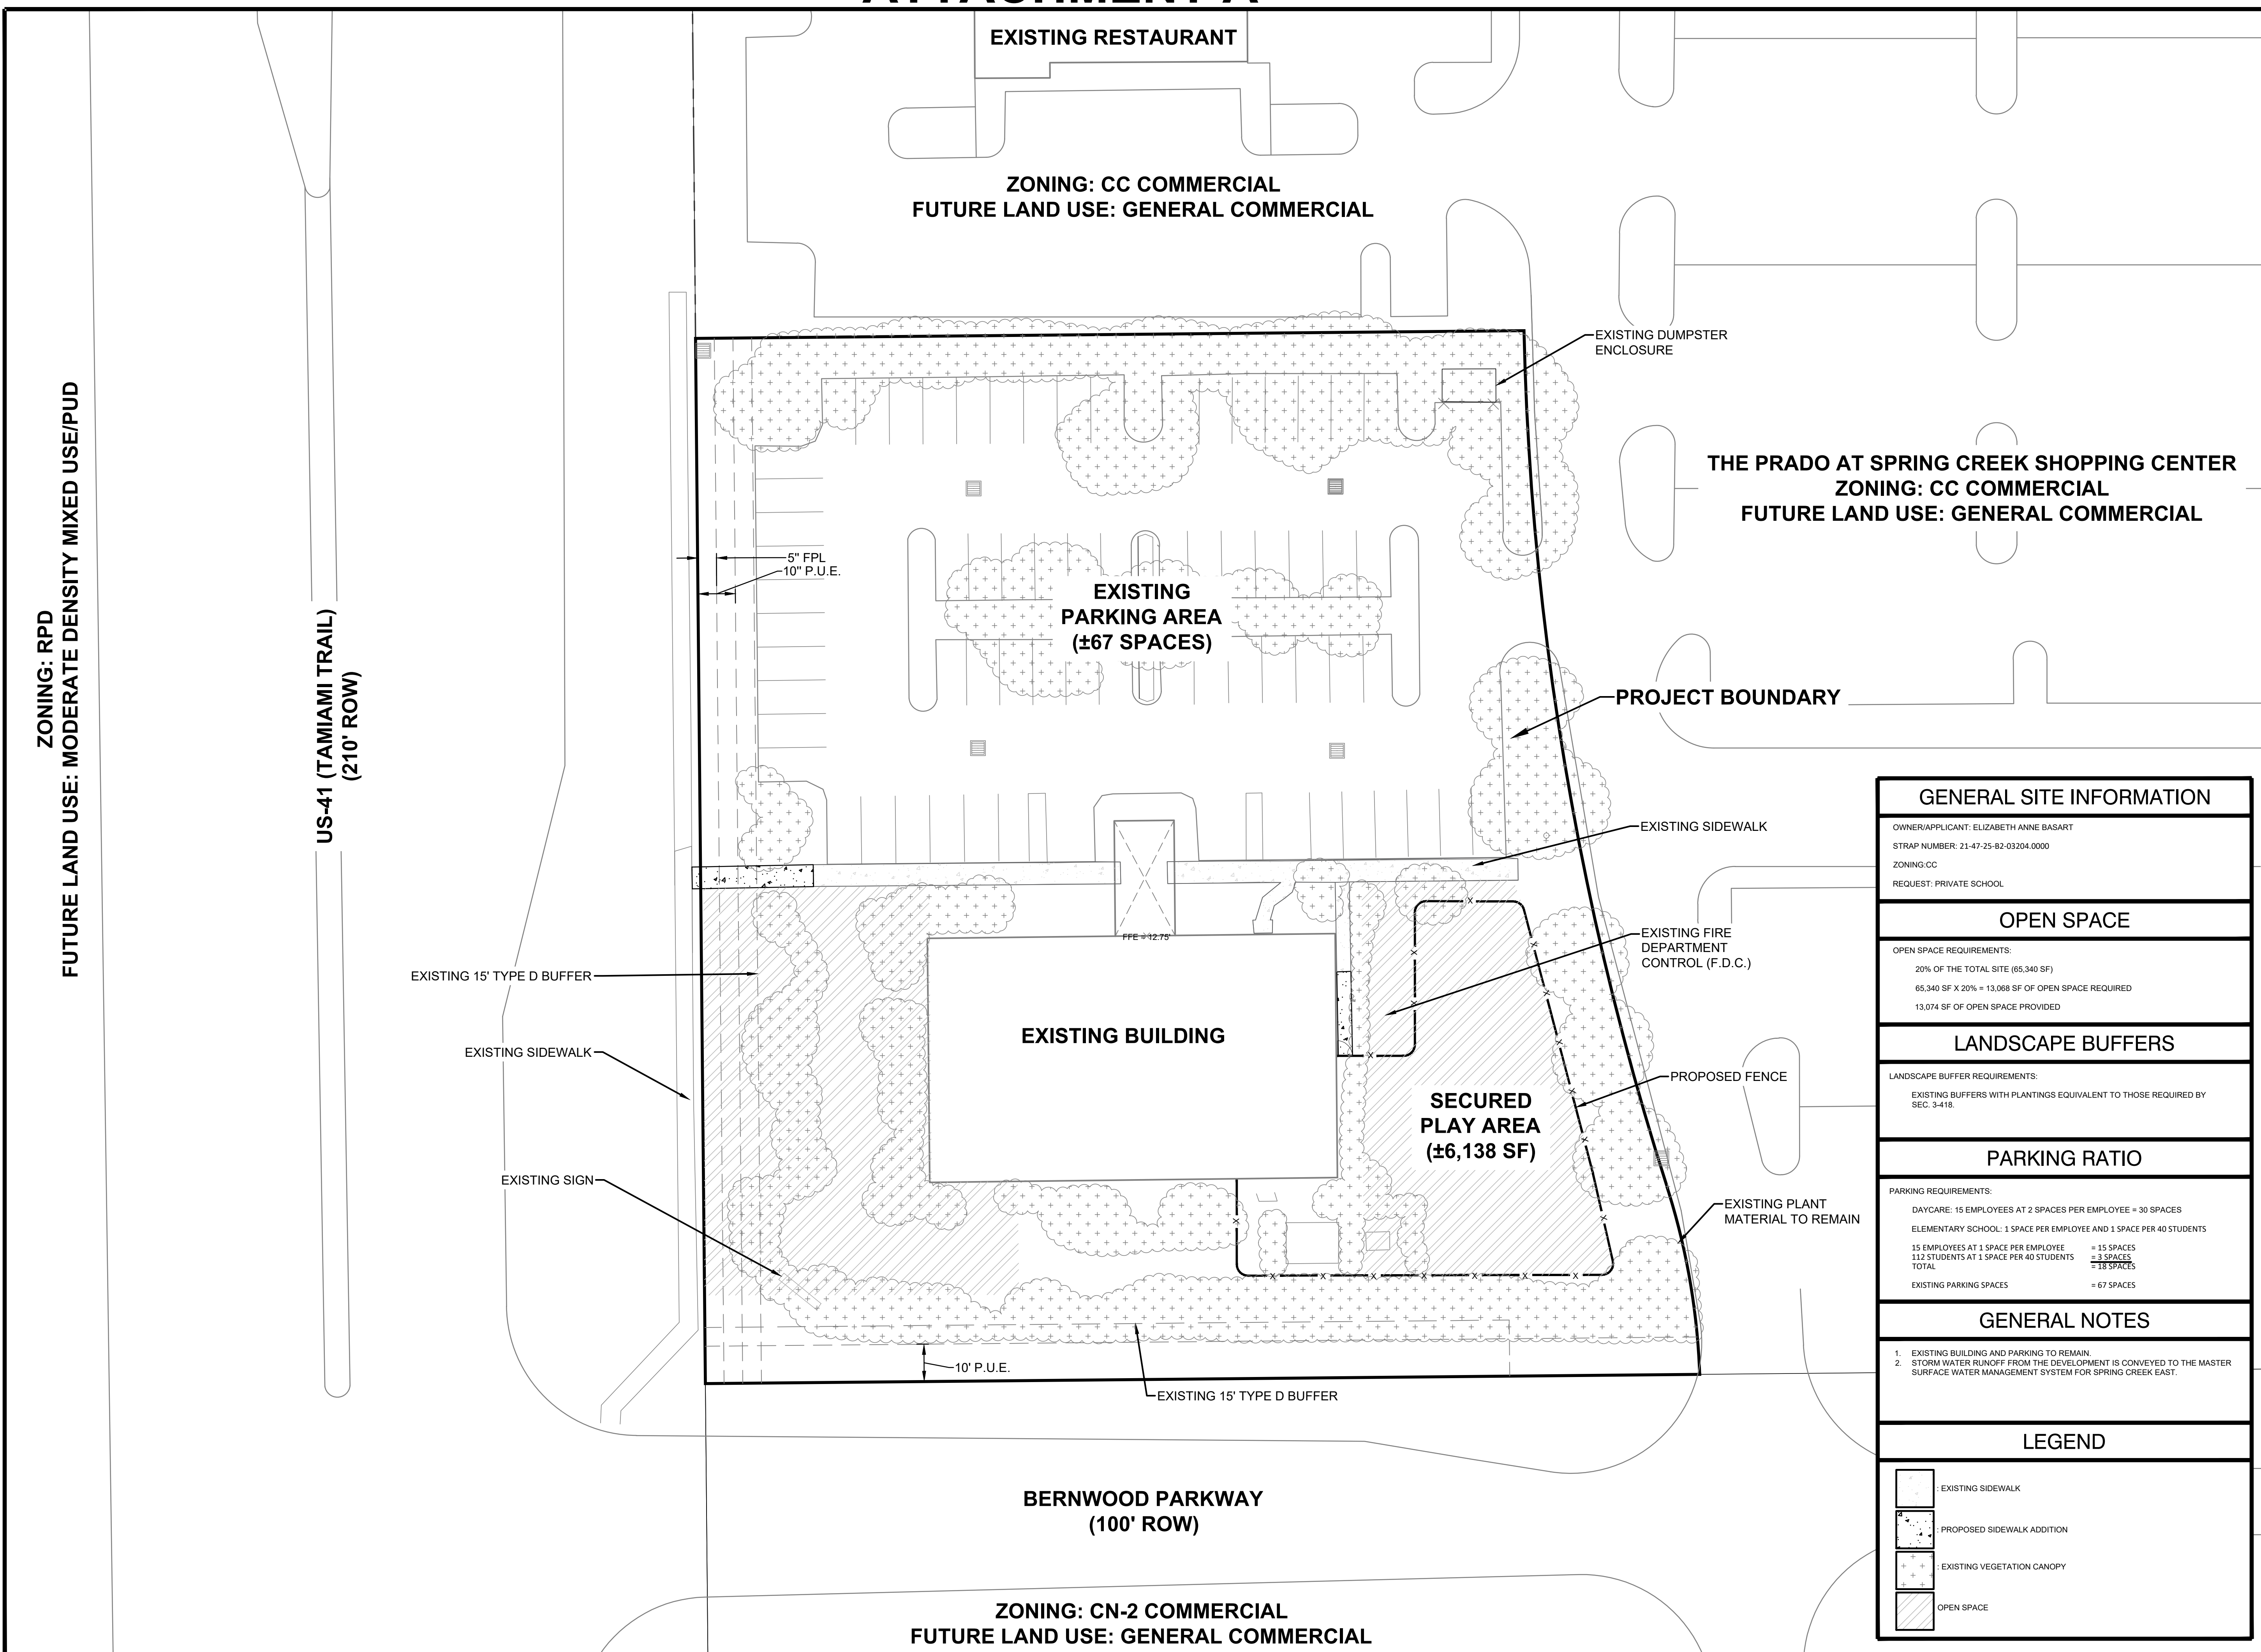 EXISTING RESTAURANT
ZONING: CC COMMERCIAL
FUTURE LAND USE: GENERAL COMMERCIAL
EXISTING DUMPSTER
ENCLOSURE
THE PRADO AT SPRING CREEK SHOPPING CENTER
ZONING: CC COMMERCIAL
FUTURE LAND USE: GENERAL COMMERCIAL
ZONING: RPD
FUTURE LAND USE: MODERATE DENSITY MIXED USE/PUD
US-41 (TAMIAMI TRAIL)
(210' ROW)
5" FPL
10" P.U.E.
EXISTING
PARKING AREA
(±67 SPACES)
PROJECT BOUNDARY
EXISTING SIDEWALK
FFE = 12.75'
EXISTING FIRE
DEPARTMENT
CONTROL (F.D.C.)
EXISTING 15' TYPE D BUFFER
EXISTING BUILDING
EXISTING SIDEWALK
PROPOSED FENCE
SECURED
PLAY AREA
(±6,138 SF)
EXISTING SIGN
EXISTING PLANT
MATERIAL TO REMAIN
10' P.U.E.
EXISTING 15' TYPE D BUFFER
BERNWOOD PARKWAY
(100' ROW)
ZONING: CN-2 COMMERCIAL
FUTURE LAND USE: GENERAL COMMERCIAL
GENERAL SITE INFORMATION
OWNER/APPLICANT: ELIZABETH ANNE BASART
STRAP NUMBER: 21-47-25-B2-03204.0000
ZONING:CC
REQUEST: PRIVATE SCHOOL
OPEN SPACE
OPEN SPACE REQUIREMENTS:
20% OF THE TOTAL SITE (65,340 SF)
65,340 SF X 20% = 13,068 SF OF OPEN SPACE REQUIRED
13,074 SF OF OPEN SPACE PROVIDED
LANDSCAPE BUFFERS
LANDSCAPE BUFFER REQUIREMENTS:
EXISTING BUFFERS WITH PLANTINGS EQUIVALENT TO THOSE REQUIRED BY
SEC. 3-418.
PARKING RATIO
PARKING REQUIREMENTS:
DAYCARE: 15 EMPLOYEES AT 2 SPACES PER EMPLOYEE = 30 SPACES
ELEMENTARY SCHOOL: 1 SPACE PER EMPLOYEE AND 1 SPACE PER 40 STUDENTS
15 EMPLOYEES AT 1 SPACE PER EMPLOYEE = 15 SPACES
112 STUDENTS AT 1 SPACE PER 40 STUDENTS = 3 SPACES
TOTAL = 18 SPACES
EXISTING PARKING SPACES = 67 SPACES
GENERAL NOTES
1. EXISTING BUILDING AND PARKING TO REMAIN.
2. STORM WATER RUNOFF FROM THE DEVELOPMENT IS CONVEYED TO THE MASTER
SURFACE WATER MANAGEMENT SYSTEM FOR SPRING CREEK EAST.
LEGEND
: EXISTING SIDEWALK
: PROPOSED SIDEWALK ADDITION
: EXISTING VEGETATION CANOPY
OPEN SPACE